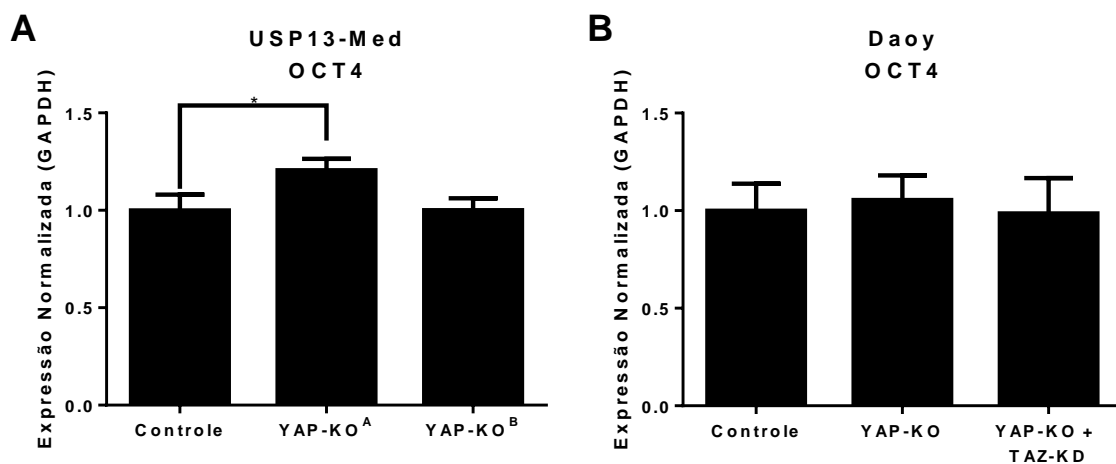 A
USP13-Med
OCT4
Expressão Normalizada (GAPDH)
1.5
1.0
0.5
0.0
*
Controle
YAP-KO^A
YAP-KO^B
B
Daoy
OCT4
Expressão Normalizada (GAPDH)
1.5
1.0
0.5
0.0
Controle
YAP-KO
YAP-KO +
TAZ-KD